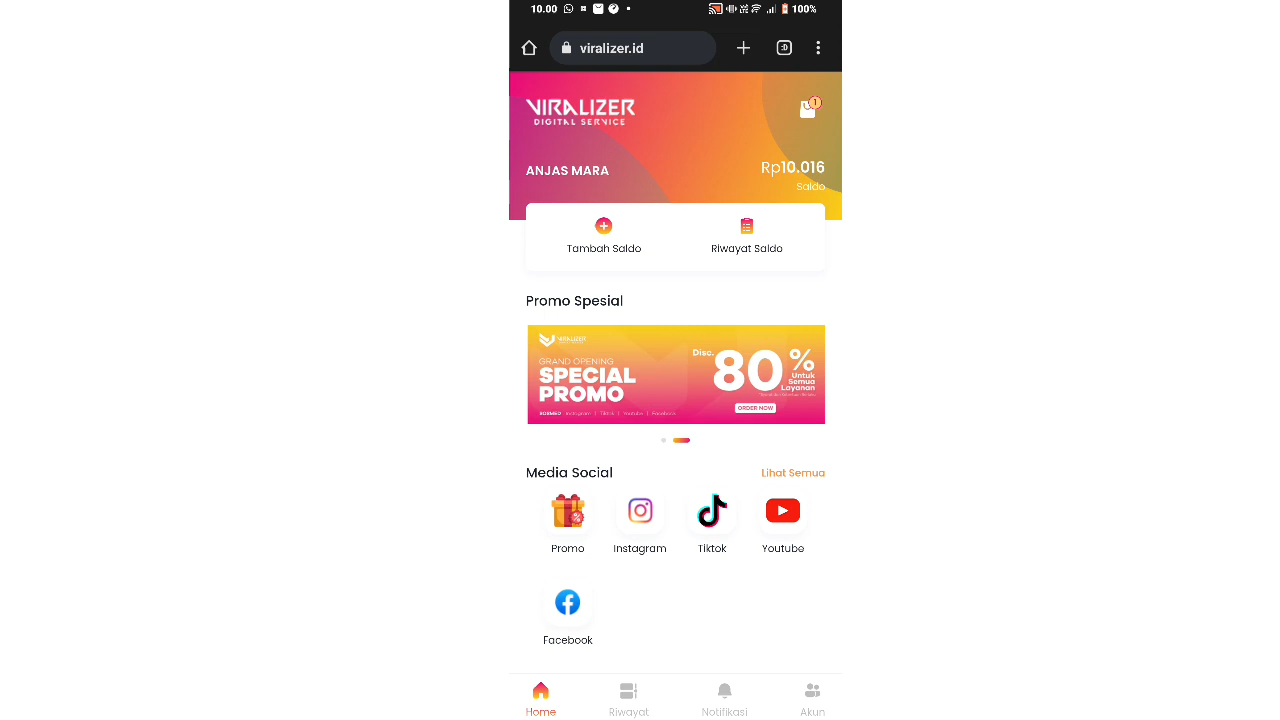 10.00
100%
viralizer.id
:D
VIRALIZER
DIGITAL SERVICE
1
ANJAS MARA
Rp10.016
Saldo
Tambah Saldo
Riwayat Saldo
Promo Spesial
VIRALIZER
GRAND OPENING
SPECIAL
PROMO
SOSMED Instagram | Tiktok | Youtube | Facebook
Disc. 80%
Untuk
Semua
Layanan
ORDER NOW
Media Social
Lihat Semua
Promo
Instagram
Tiktok
Youtube
Facebook
Home
Riwayat
Notifikasi
Akun